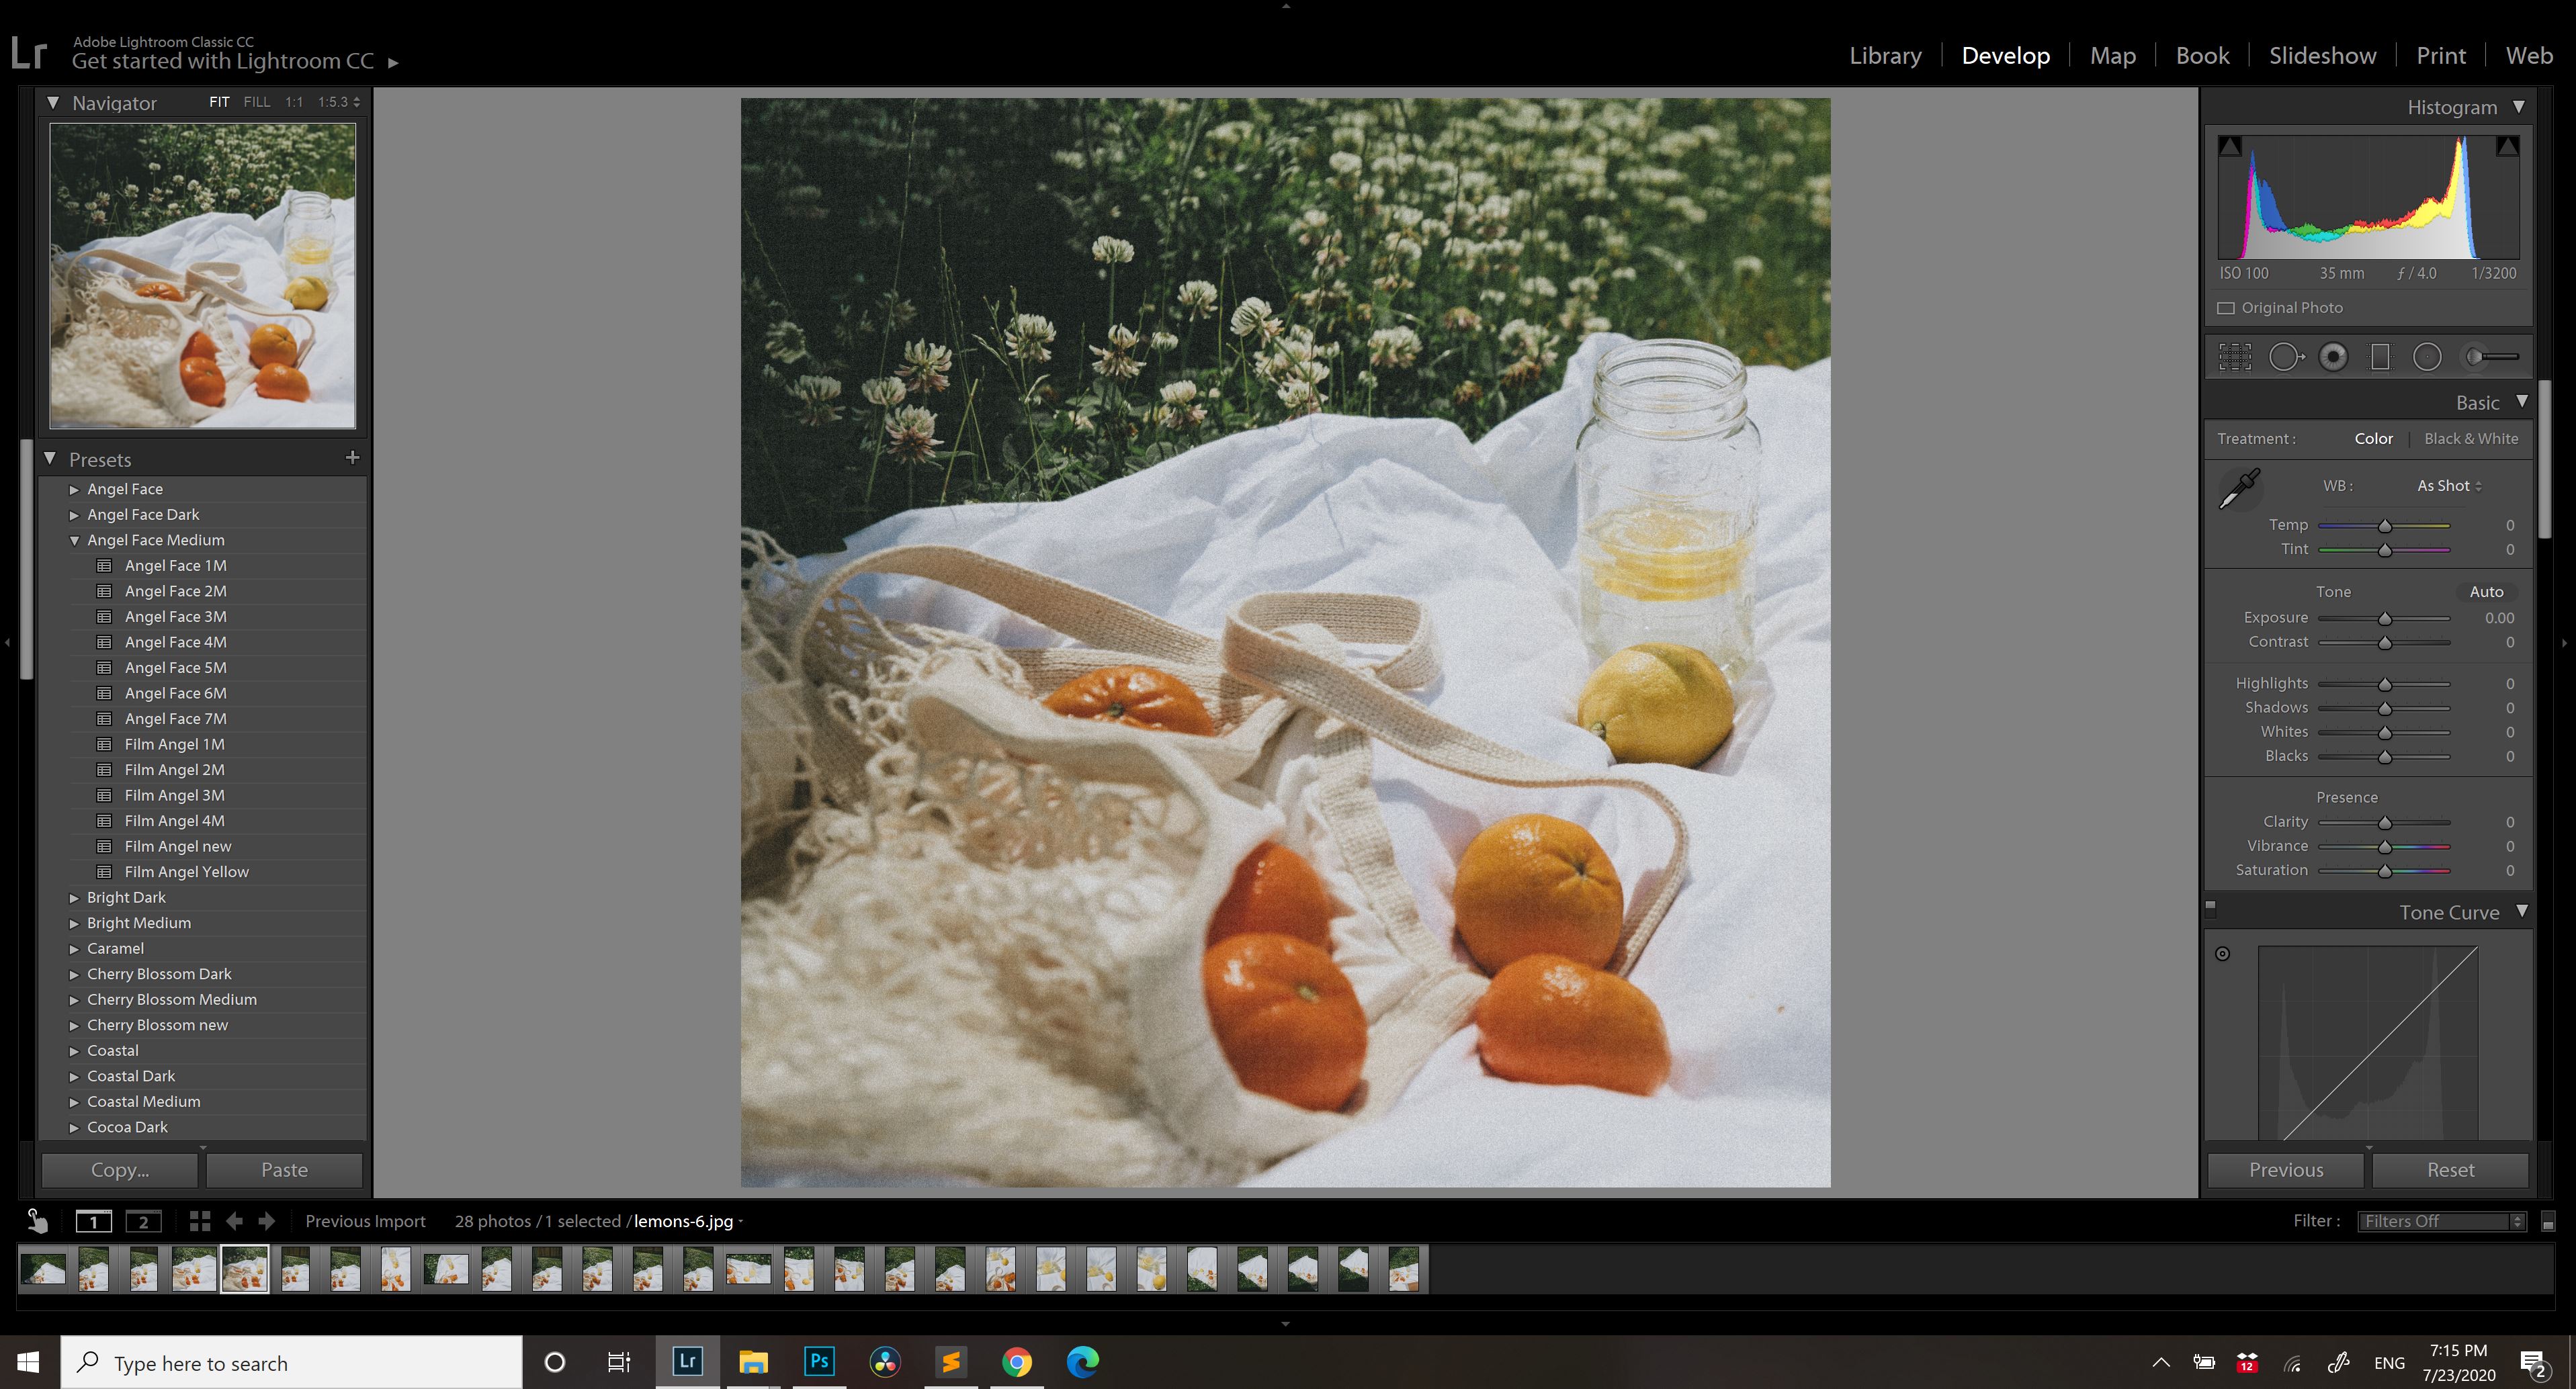 Lr
Adobe Lightroom Classic CC
Get started with Lightroom CC
Library Develop Map Book Slideshow Print Web
Navigator FIT FILL 1:1 1:5.3
Presets +
Angel Face
Angel Face Dark
Angel Face Medium
Angel Face 1M
Angel Face 2M
Angel Face 3M
Angel Face 4M
Angel Face 5M
Angel Face 6M
Angel Face 7M
Film Angel 1M
Film Angel 2M
Film Angel 3M
Film Angel 4M
Film Angel new
Film Angel Yellow
Bright Dark
Bright Medium
Caramel
Cherry Blossom Dark
Cherry Blossom Medium
Cherry Blossom new
Coastal
Coastal Dark
Coastal Medium
Cocoa Dark
Copy... Paste
Histogram
ISO 100 35 mm ƒ / 4.0 1/3200
Original Photo
Basic
Treatment : Color Black & White
WB : As Shot
Temp 0
Tint 0
Tone Auto
Exposure 0.00
Contrast 0
Highlights 0
Shadows 0
Whites 0
Blacks 0
Presence
Clarity 0
Vibrance 0
Saturation 0
Tone Curve
Previous Reset
1 2 Previous Import 28 photos / 1 selected / lemons-6.jpg
Filter : Filters Off
Type here to search
Lr
Ps
12
ENG
7:15 PM
7/23/2020
2